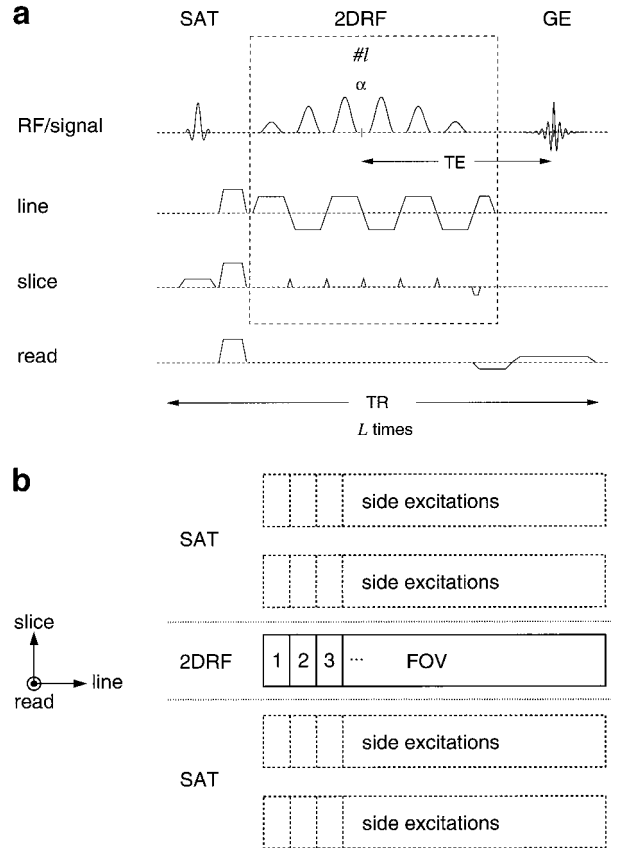 a
SAT 2DRF GE
#l
α
RF/signal
TE
line
slice
read
TR
L times
b
side excitations
SAT
side excitations
slice
2DRF 1 2 3 ... FOV
line
read
side excitations
SAT
side excitations